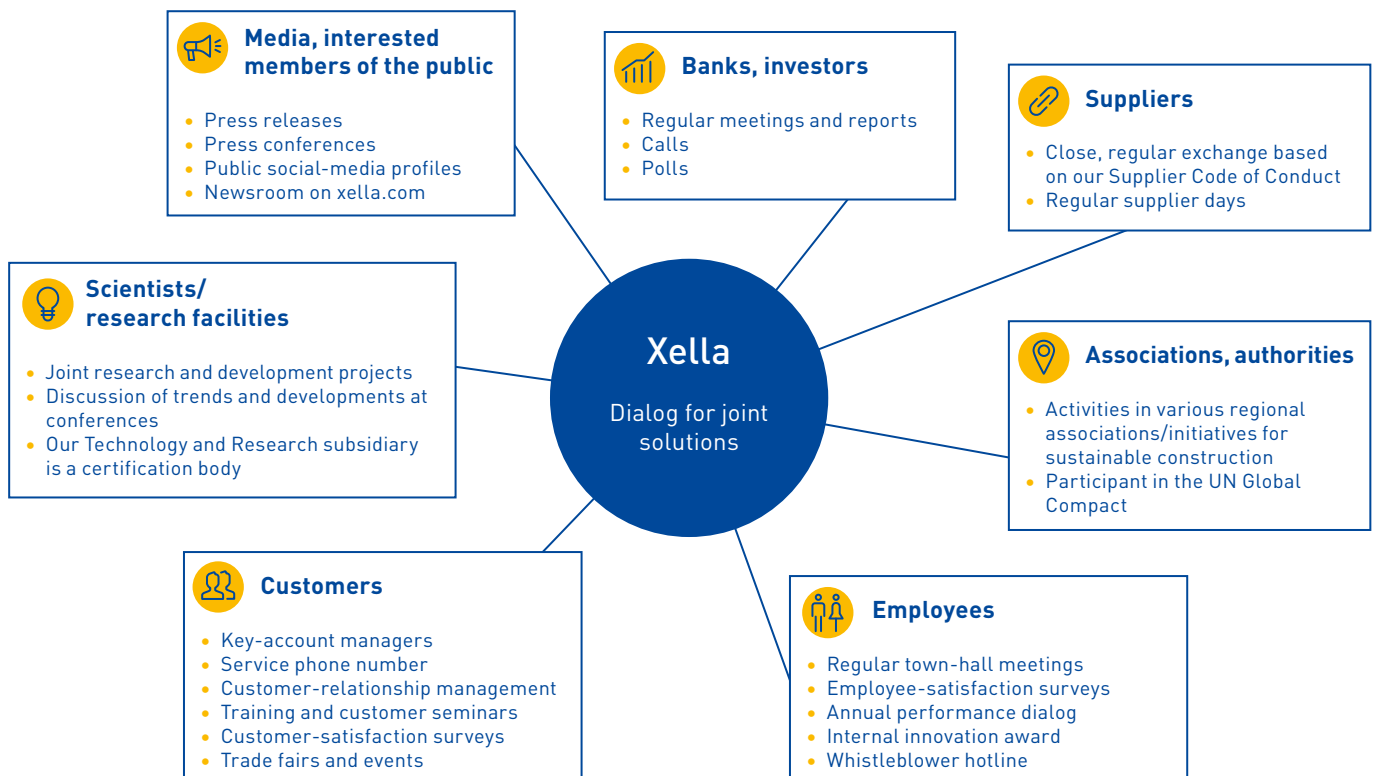 Media, interested
members of the public
Press releases
Press conferences
Public social-media profiles
Newsroom on xella.com
Banks, investors
Regular meetings and reports
Calls
Polls
Suppliers
Close, regular exchange based
on our Supplier Code of Conduct
Regular supplier days
Scientists/
research facilities
Joint research and development projects
Discussion of trends and developments at
conferences
Our Technology and Research subsidiary
is a certification body
Xella
Dialog for joint
solutions
Associations, authorities
Activities in various regional
associations/initiatives for
sustainable construction
Participant in the UN Global
Compact
Customers
Key-account managers
Service phone number
Customer-relationship management
Training and customer seminars
Customer-satisfaction surveys
Trade fairs and events
Employees
Regular town-hall meetings
Employee-satisfaction surveys
Annual performance dialog
Internal innovation award
Whistleblower hotline